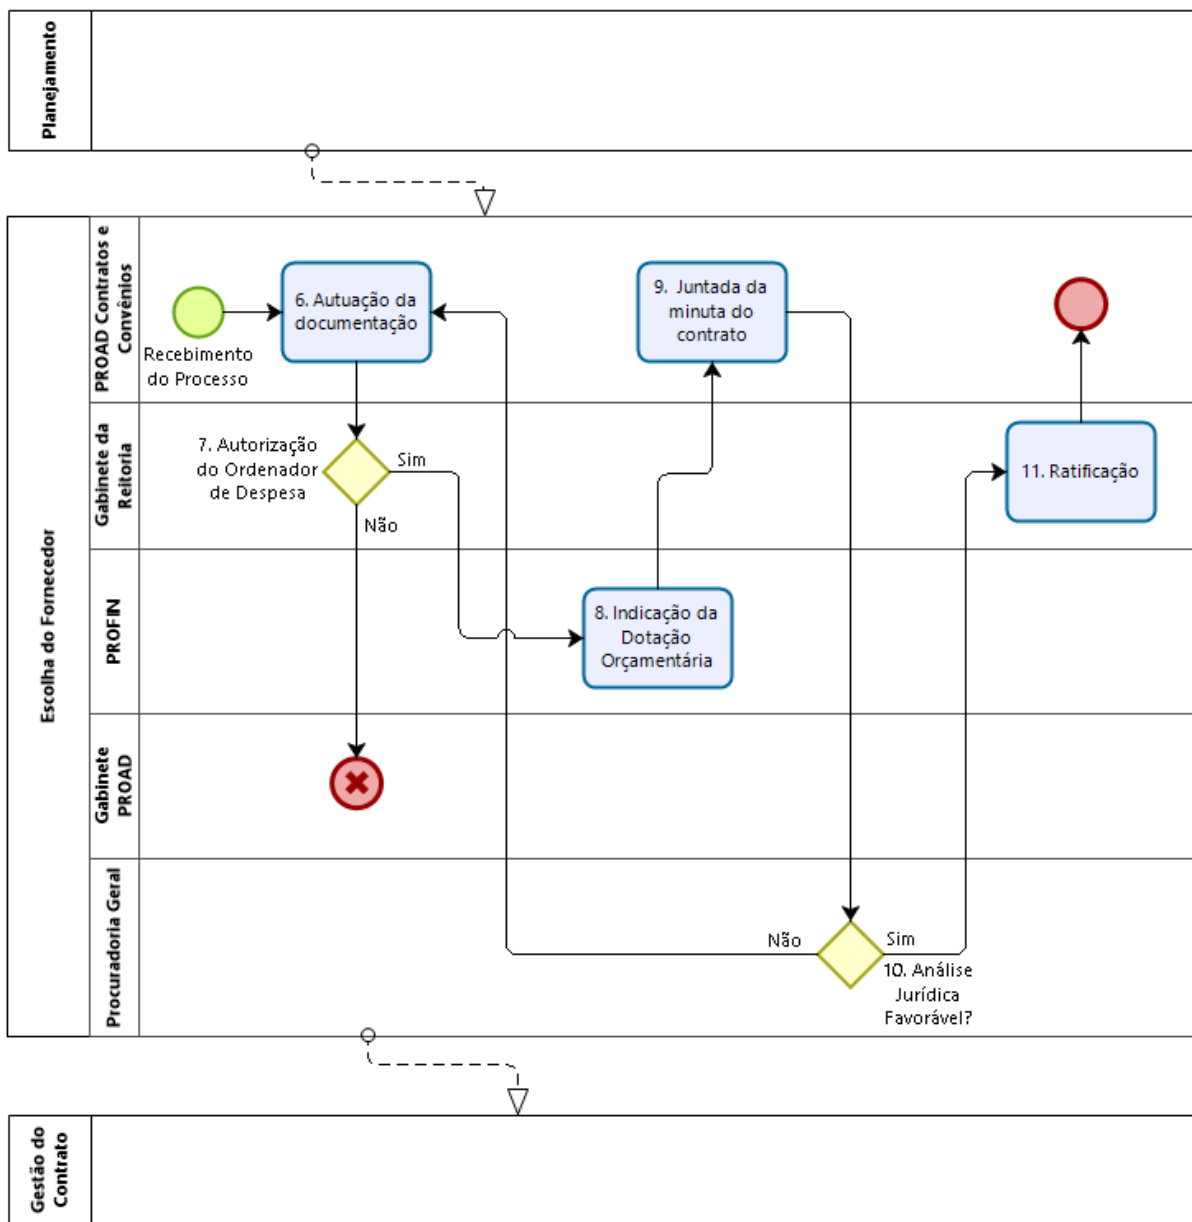 Planejamento
Escolha do Fornecedor
PROAD Contratos e
Convênios
Recebimento
do Processo
6. Autuação da
documentação
9. Juntada da
minuta do
contrato
Gabinete da
Reitoria
7. Autorização
do Ordenador
de Despesa
Sim
Não
11. Ratificação
PROFIN
8. Indicação da
Dotação
Orçamentária
Gabinete
PROAD
Procuradoria Geral
Não
Sim
10. Análise
Jurídica
Favorável?
Gestão do
Contrato